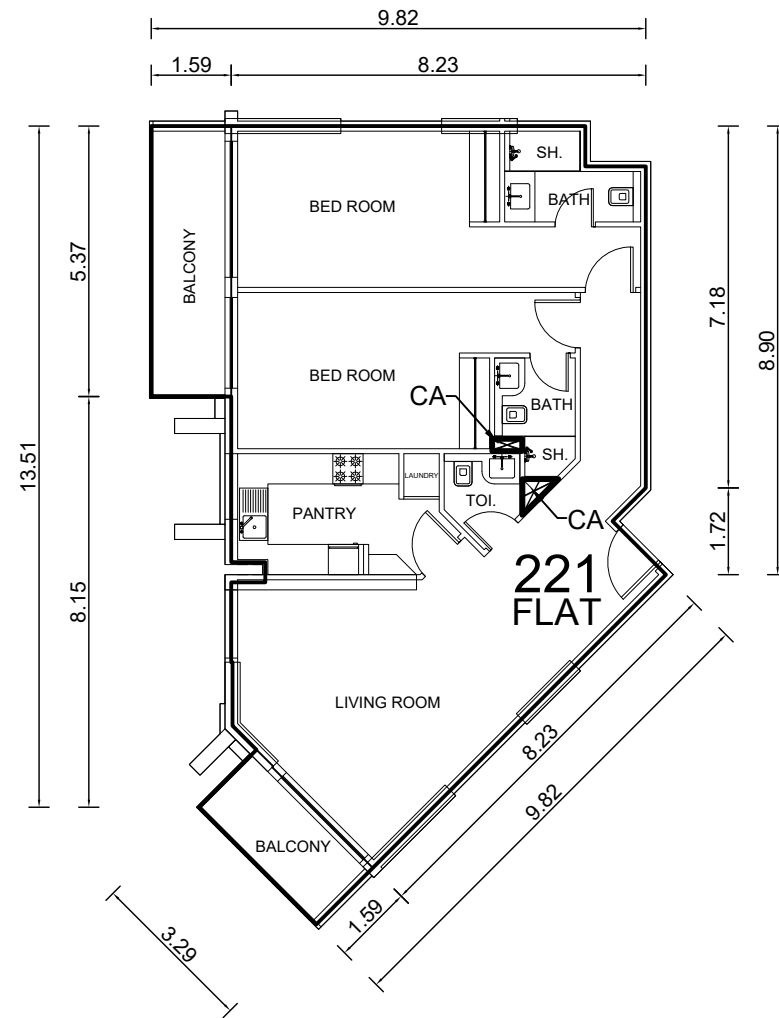 9.82
1.59
8.23
SH.
BATH
BED ROOM
BALCONY
5.37
7.18
8.90
BED ROOM
CA
BATH
13.51
SH.
LAUNDRY
TOI.
PANTRY
CA
1.72
221
FLAT
8.15
LIVING ROOM
8.23
9.82
BALCONY
1.59
3.29